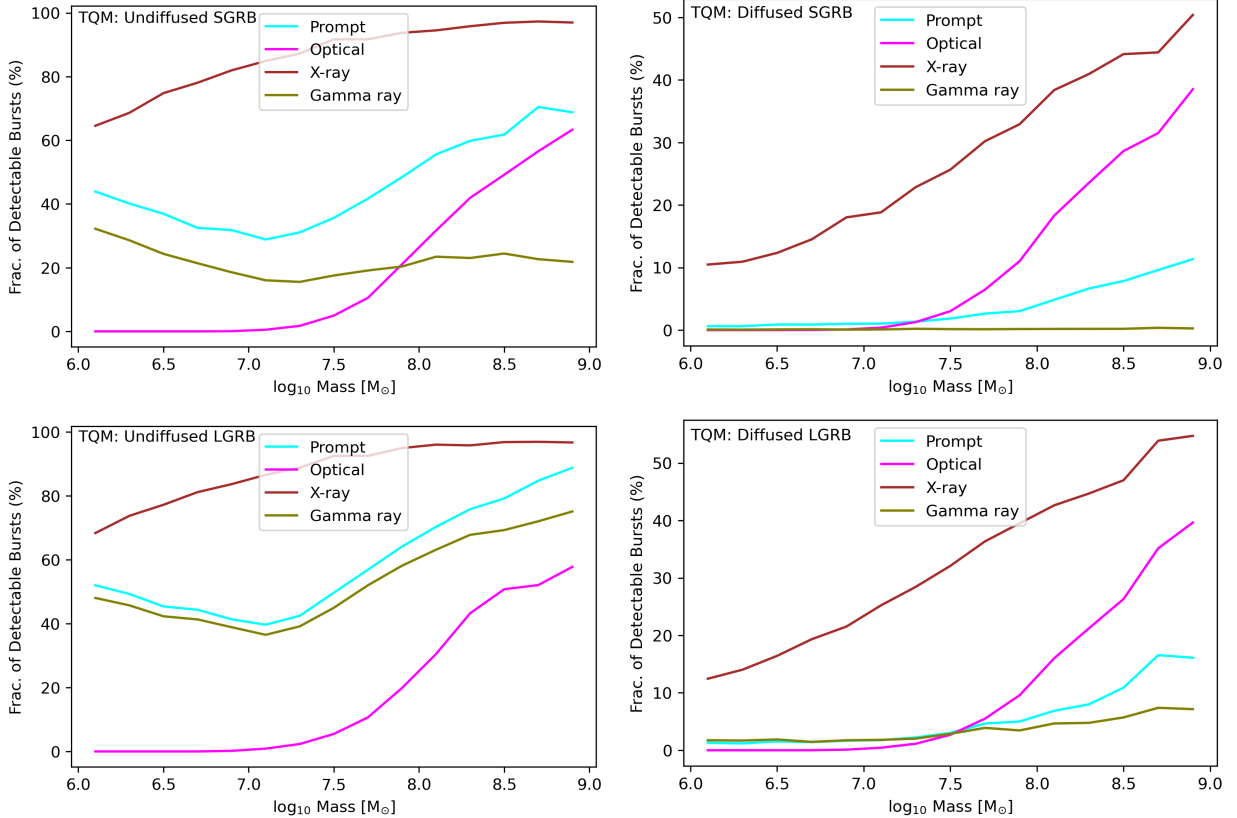 TQM: Undiffused SGRB
Prompt
Optical
X-ray
Gamma ray
Frac. of Detectable Bursts (%)
100
80
60
40
20
0
6.0 6.5 7.0 7.5 8.0 8.5 9.0
log₁₀ Mass [M⊙]
TQM: Diffused SGRB
Prompt
Optical
X-ray
Gamma ray
Frac. of Detectable Bursts (%)
50
40
30
20
10
0
6.0 6.5 7.0 7.5 8.0 8.5 9.0
log₁₀ Mass [M⊙]
TQM: Undiffused LGRB
Prompt
Optical
X-ray
Gamma ray
Frac. of Detectable Bursts (%)
100
80
60
40
20
0
6.0 6.5 7.0 7.5 8.0 8.5 9.0
log₁₀ Mass [M⊙]
TQM: Diffused LGRB
Prompt
Optical
X-ray
Gamma ray
Frac. of Detectable Bursts (%)
50
40
30
20
10
0
6.0 6.5 7.0 7.5 8.0 8.5 9.0
log₁₀ Mass [M⊙]